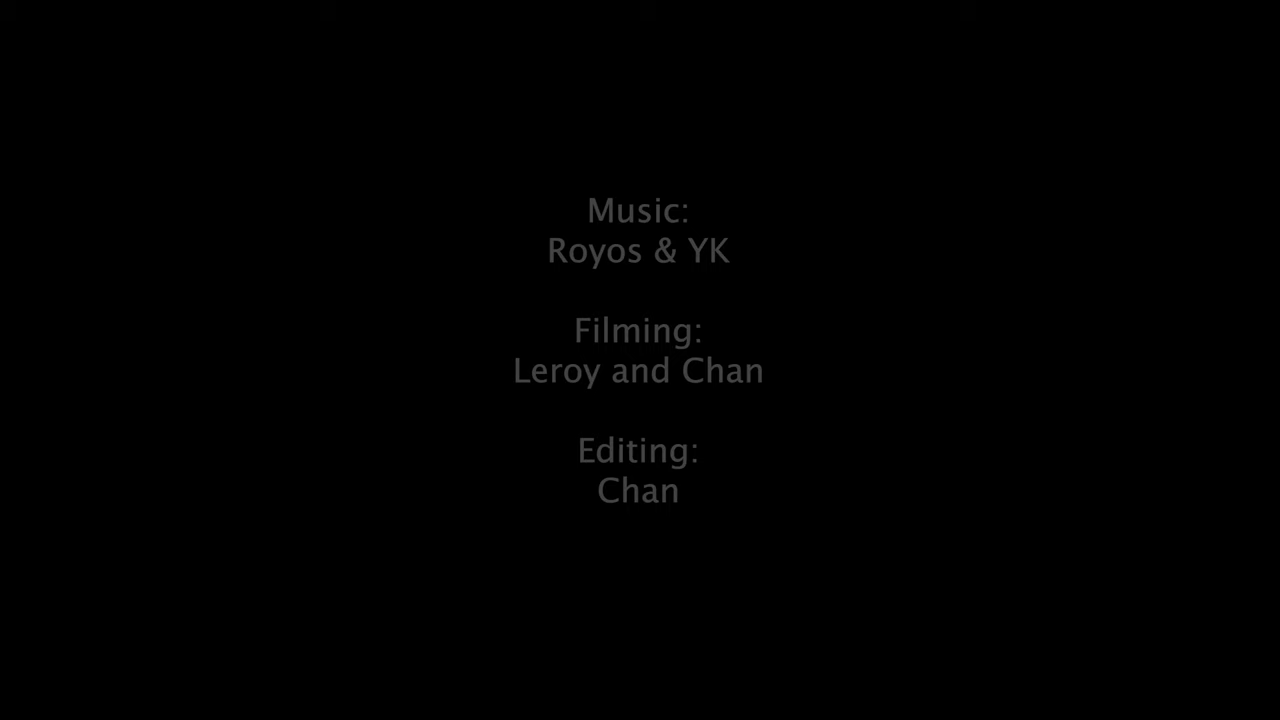 Music:
Royos & YK
Filming:
Leroy and Chan
Editing:
Chan